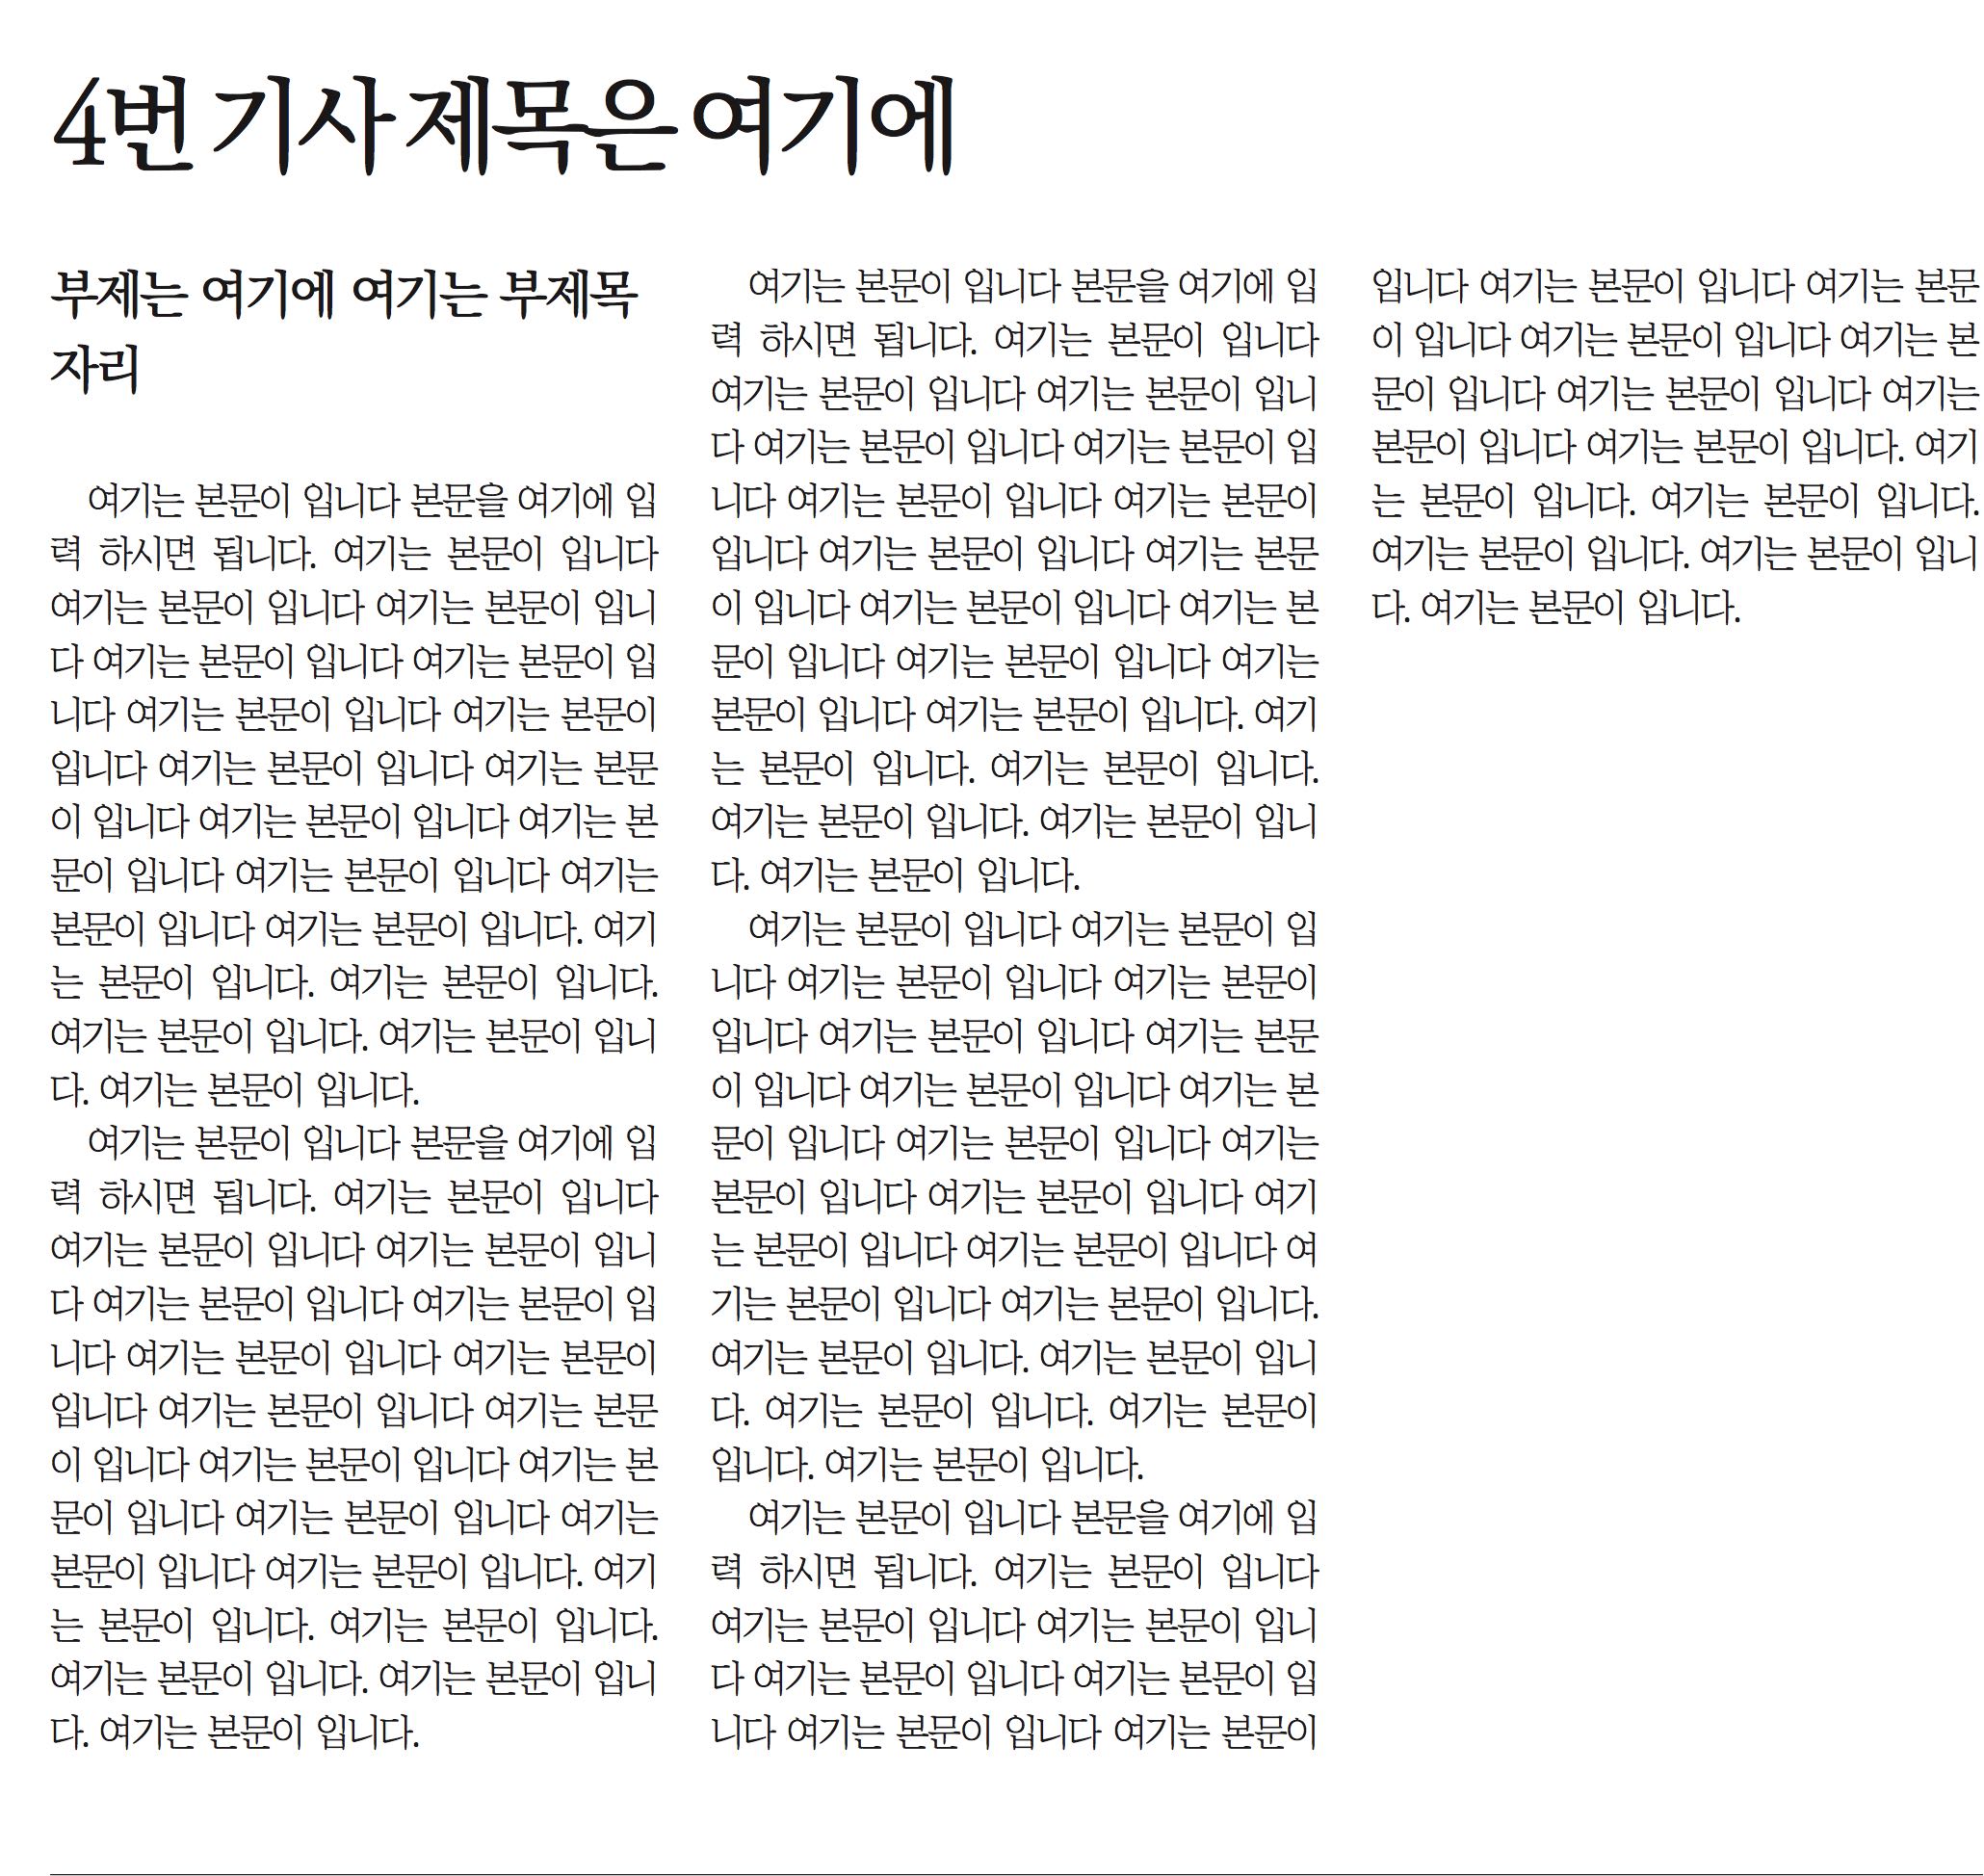 4번 기사 제목은 여기에
부제는 여기에 여기는 부제목
자리
여기는 본문이 입니다 본문을 여기에 입
력 하시면 됩니다. 여기는 본문이 입니다
여기는 본문이 입니다 여기는 본문이 입니
다 여기는 본문이 입니다 여기는 본문이 입
니다 여기는 본문이 입니다 여기는 본문이
입니다 여기는 본문이 입니다 여기는 본문
이 입니다 여기는 본문이 입니다 여기는 본
문이 입니다 여기는 본문이 입니다 여기는
본문이 입니다 여기는 본문이 입니다. 여기
는 본문이 입니다. 여기는 본문이 입니다.
여기는 본문이 입니다. 여기는 본문이 입니
다. 여기는 본문이 입니다.
여기는 본문이 입니다 본문을 여기에 입
력 하시면 됩니다. 여기는 본문이 입니다
여기는 본문이 입니다 여기는 본문이 입니
다 여기는 본문이 입니다 여기는 본문이 입
니다 여기는 본문이 입니다 여기는 본문이
입니다 여기는 본문이 입니다 여기는 본문
이 입니다 여기는 본문이 입니다 여기는 본
문이 입니다 여기는 본문이 입니다 여기는
본문이 입니다 여기는 본문이 입니다. 여기
는 본문이 입니다. 여기는 본문이 입니다.
여기는 본문이 입니다. 여기는 본문이 입니
다. 여기는 본문이 입니다.
여기는 본문이 입니다 본문을 여기에 입
력 하시면 됩니다. 여기는 본문이 입니다
여기는 본문이 입니다 여기는 본문이 입니
다 여기는 본문이 입니다 여기는 본문이 입
니다 여기는 본문이 입니다 여기는 본문이
입니다 여기는 본문이 입니다 여기는 본문
이 입니다 여기는 본문이 입니다 여기는 본
문이 입니다 여기는 본문이 입니다 여기는
본문이 입니다 여기는 본문이 입니다. 여기
는 본문이 입니다. 여기는 본문이 입니다.
여기는 본문이 입니다. 여기는 본문이 입니
다. 여기는 본문이 입니다.
여기는 본문이 입니다 여기는 본문이 입
니다 여기는 본문이 입니다 여기는 본문이
입니다 여기는 본문이 입니다 여기는 본문
이 입니다 여기는 본문이 입니다 여기는 본
문이 입니다 여기는 본문이 입니다 여기는
본문이 입니다 여기는 본문이 입니다 여기
는 본문이 입니다 여기는 본문이 입니다 여
기는 본문이 입니다 여기는 본문이 입니다.
여기는 본문이 입니다. 여기는 본문이 입니
다. 여기는 본문이 입니다. 여기는 본문이
입니다. 여기는 본문이 입니다.
여기는 본문이 입니다 본문을 여기에 입
력 하시면 됩니다. 여기는 본문이 입니다
여기는 본문이 입니다 여기는 본문이 입니
다 여기는 본문이 입니다 여기는 본문이 입
니다 여기는 본문이 입니다 여기는 본문이
입니다 여기는 본문이 입니다 여기는 본문
이 입니다 여기는 본문이 입니다 여기는 본
문이 입니다 여기는 본문이 입니다 여기는
본문이 입니다 여기는 본문이 입니다. 여기
는 본문이 입니다. 여기는 본문이 입니다.
여기는 본문이 입니다. 여기는 본문이 입니
다. 여기는 본문이 입니다.